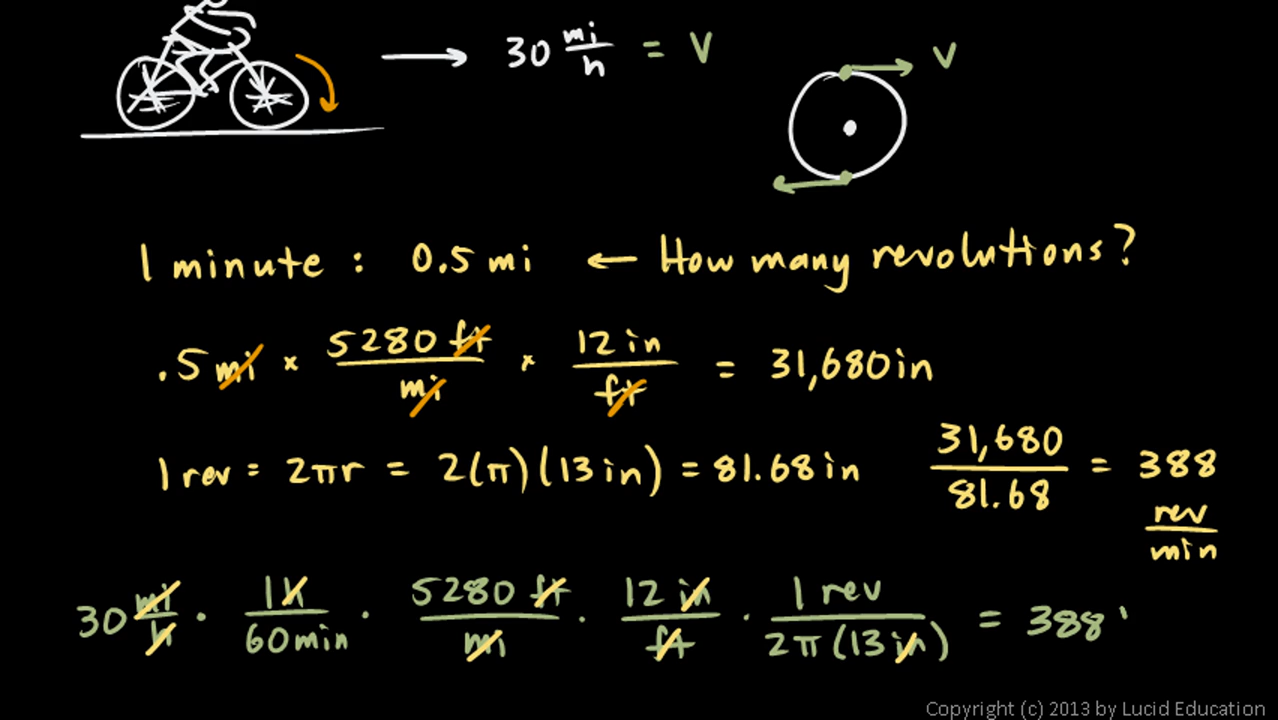 30 mi/h = V
V
1 minute : 0.5 mi ← How many revolutions?
.5 mi × 5280 ft/mi × 12 in/ft = 31,680 in
1 rev = 2πr = 2(π)(13 in) = 81.68 in 31,680/81.68 = 388 rev/min
30 mi/h · 1h/60min · 5280 ft/mi · 12 in/ft · 1 rev/2π(13 in) = 388
Copyright (c) 2013 by Lucid Education